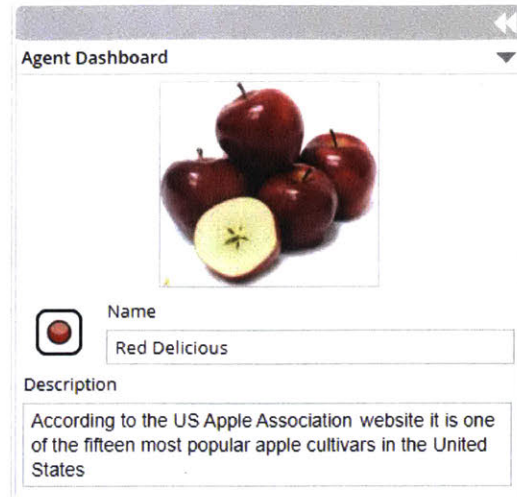 Agent Dashboard
Name
Red Delicious
Description
According to the US Apple Association website it is one
of the fifteen most popular apple cultivars in the United
States